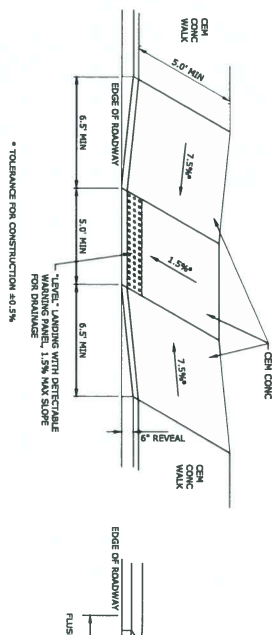 CEM
CONC
WALK
5.0' MIN
CEM CONC
7.5%*
1.5%*
7.5%*
CEM
CONC
WALK
EDGE OF ROADWAY
6" REVEAL
6.5' MIN
5.0' MIN
6.5' MIN
"LEVEL" LANDING WITH DETECTABLE
WARNING PANEL, 1.5% MAX SLOPE
FOR DRAINAGE
* TOLERANCE FOR CONSTRUCTION ±0.5%
EDGE OF ROADWAY
FLUS